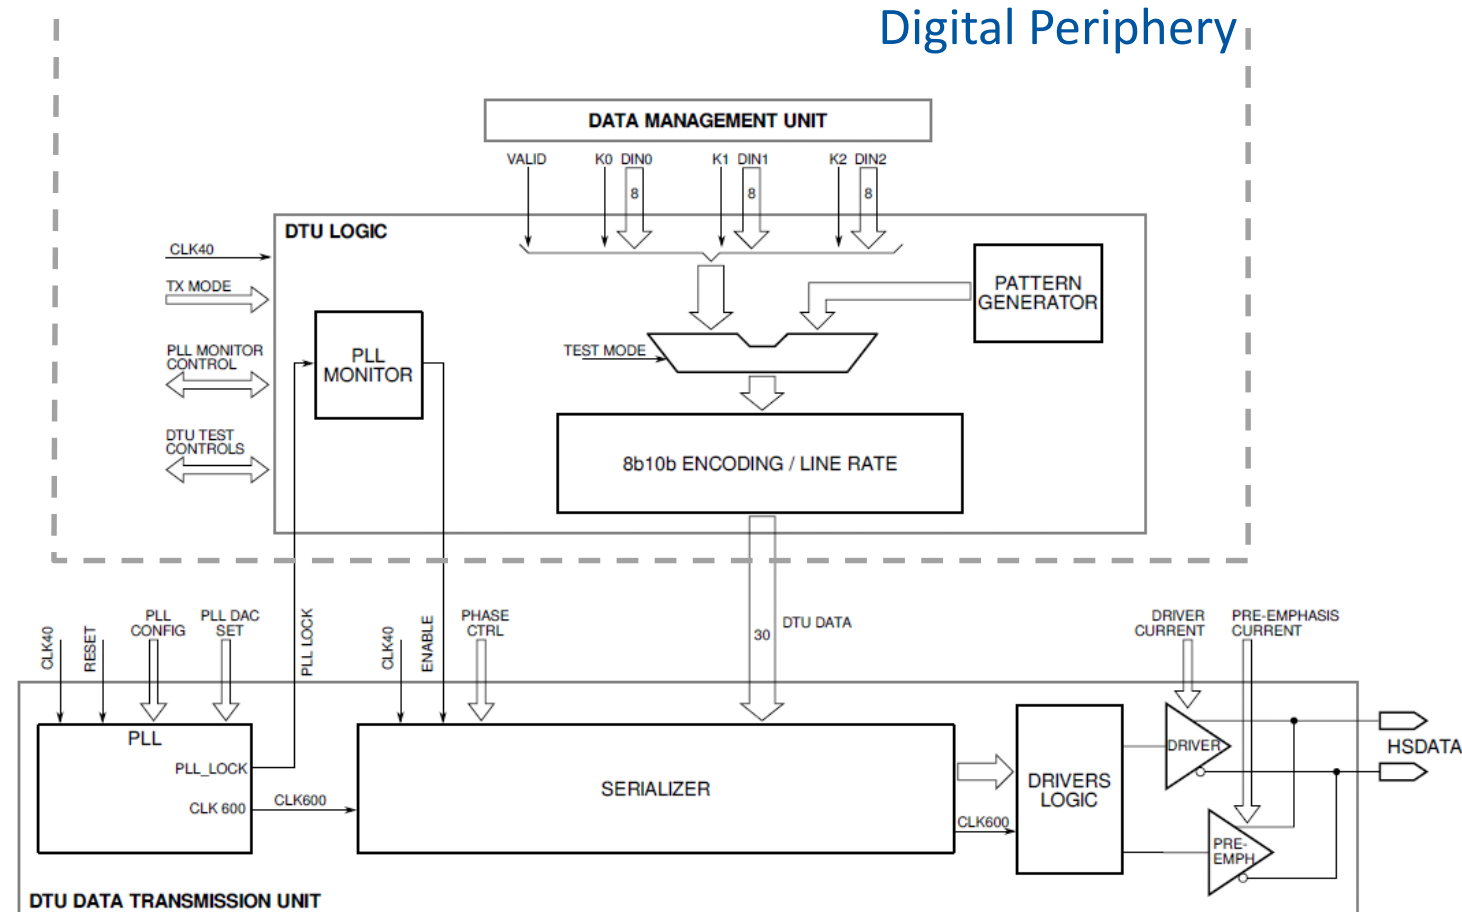 Digital Periphery
DATA MANAGEMENT UNIT
VALID K0 DIN0 K1 DIN1 K2 DIN2
8 8 8
DTU LOGIC
CLK40
TX MODE
PLL MONITOR
CONTROL
DTU TEST
CONTROLS
PLL
MONITOR
PATTERN
GENERATOR
TEST MODE
8b10b ENCODING / LINE RATE
CLK40
RESET
PLL
CONFIG
PLL DAC
SET
PLL LOCK
CLK40
ENABLE
PHASE
CTRL
30
DTU DATA
DRIVER
CURRENT
PRE-EMPHASIS
CURRENT
PLL
PLL_LOCK
CLK 600
CLK600
SERIALIZER
CLK600
DRIVERS
LOGIC
DRIVER
PRE-
EMPH
HSDATA
DTU DATA TRANSMISSION UNIT